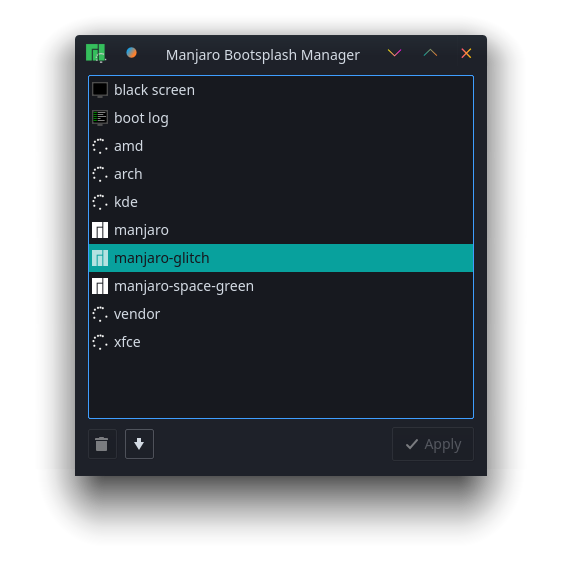 Manjaro Bootsplash Manager
black screen
boot log
amd
arch
kde
manjaro
manjaro-glitch
manjaro-space-green
vendor
xfce
Apply